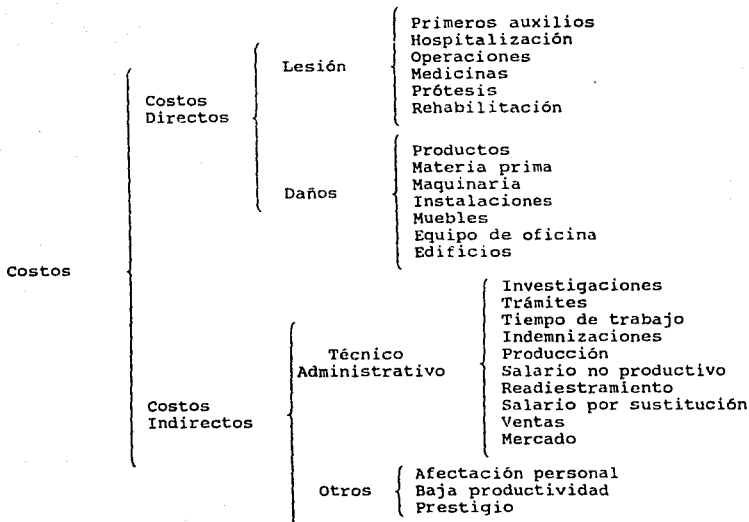 Costos
Costos
Directos
Lesión
Primeros auxilios
Hospitalización
Operaciones
Medicinas
Prótesis
Rehabilitación
Daños
Productos
Materia prima
Maquinaria
Instalaciones
Muebles
Equipo de oficina
Edificios
Costos
Indirectos
Técnico
Administrativo
Investigaciones
Trámites
Tiempo de trabajo
Indemnizaciones
Producción
Salario no productivo
Readiestramiento
Salario por sustitución
Ventas
Mercado
Otros
Afectación personal
Baja productividad
Prestigio